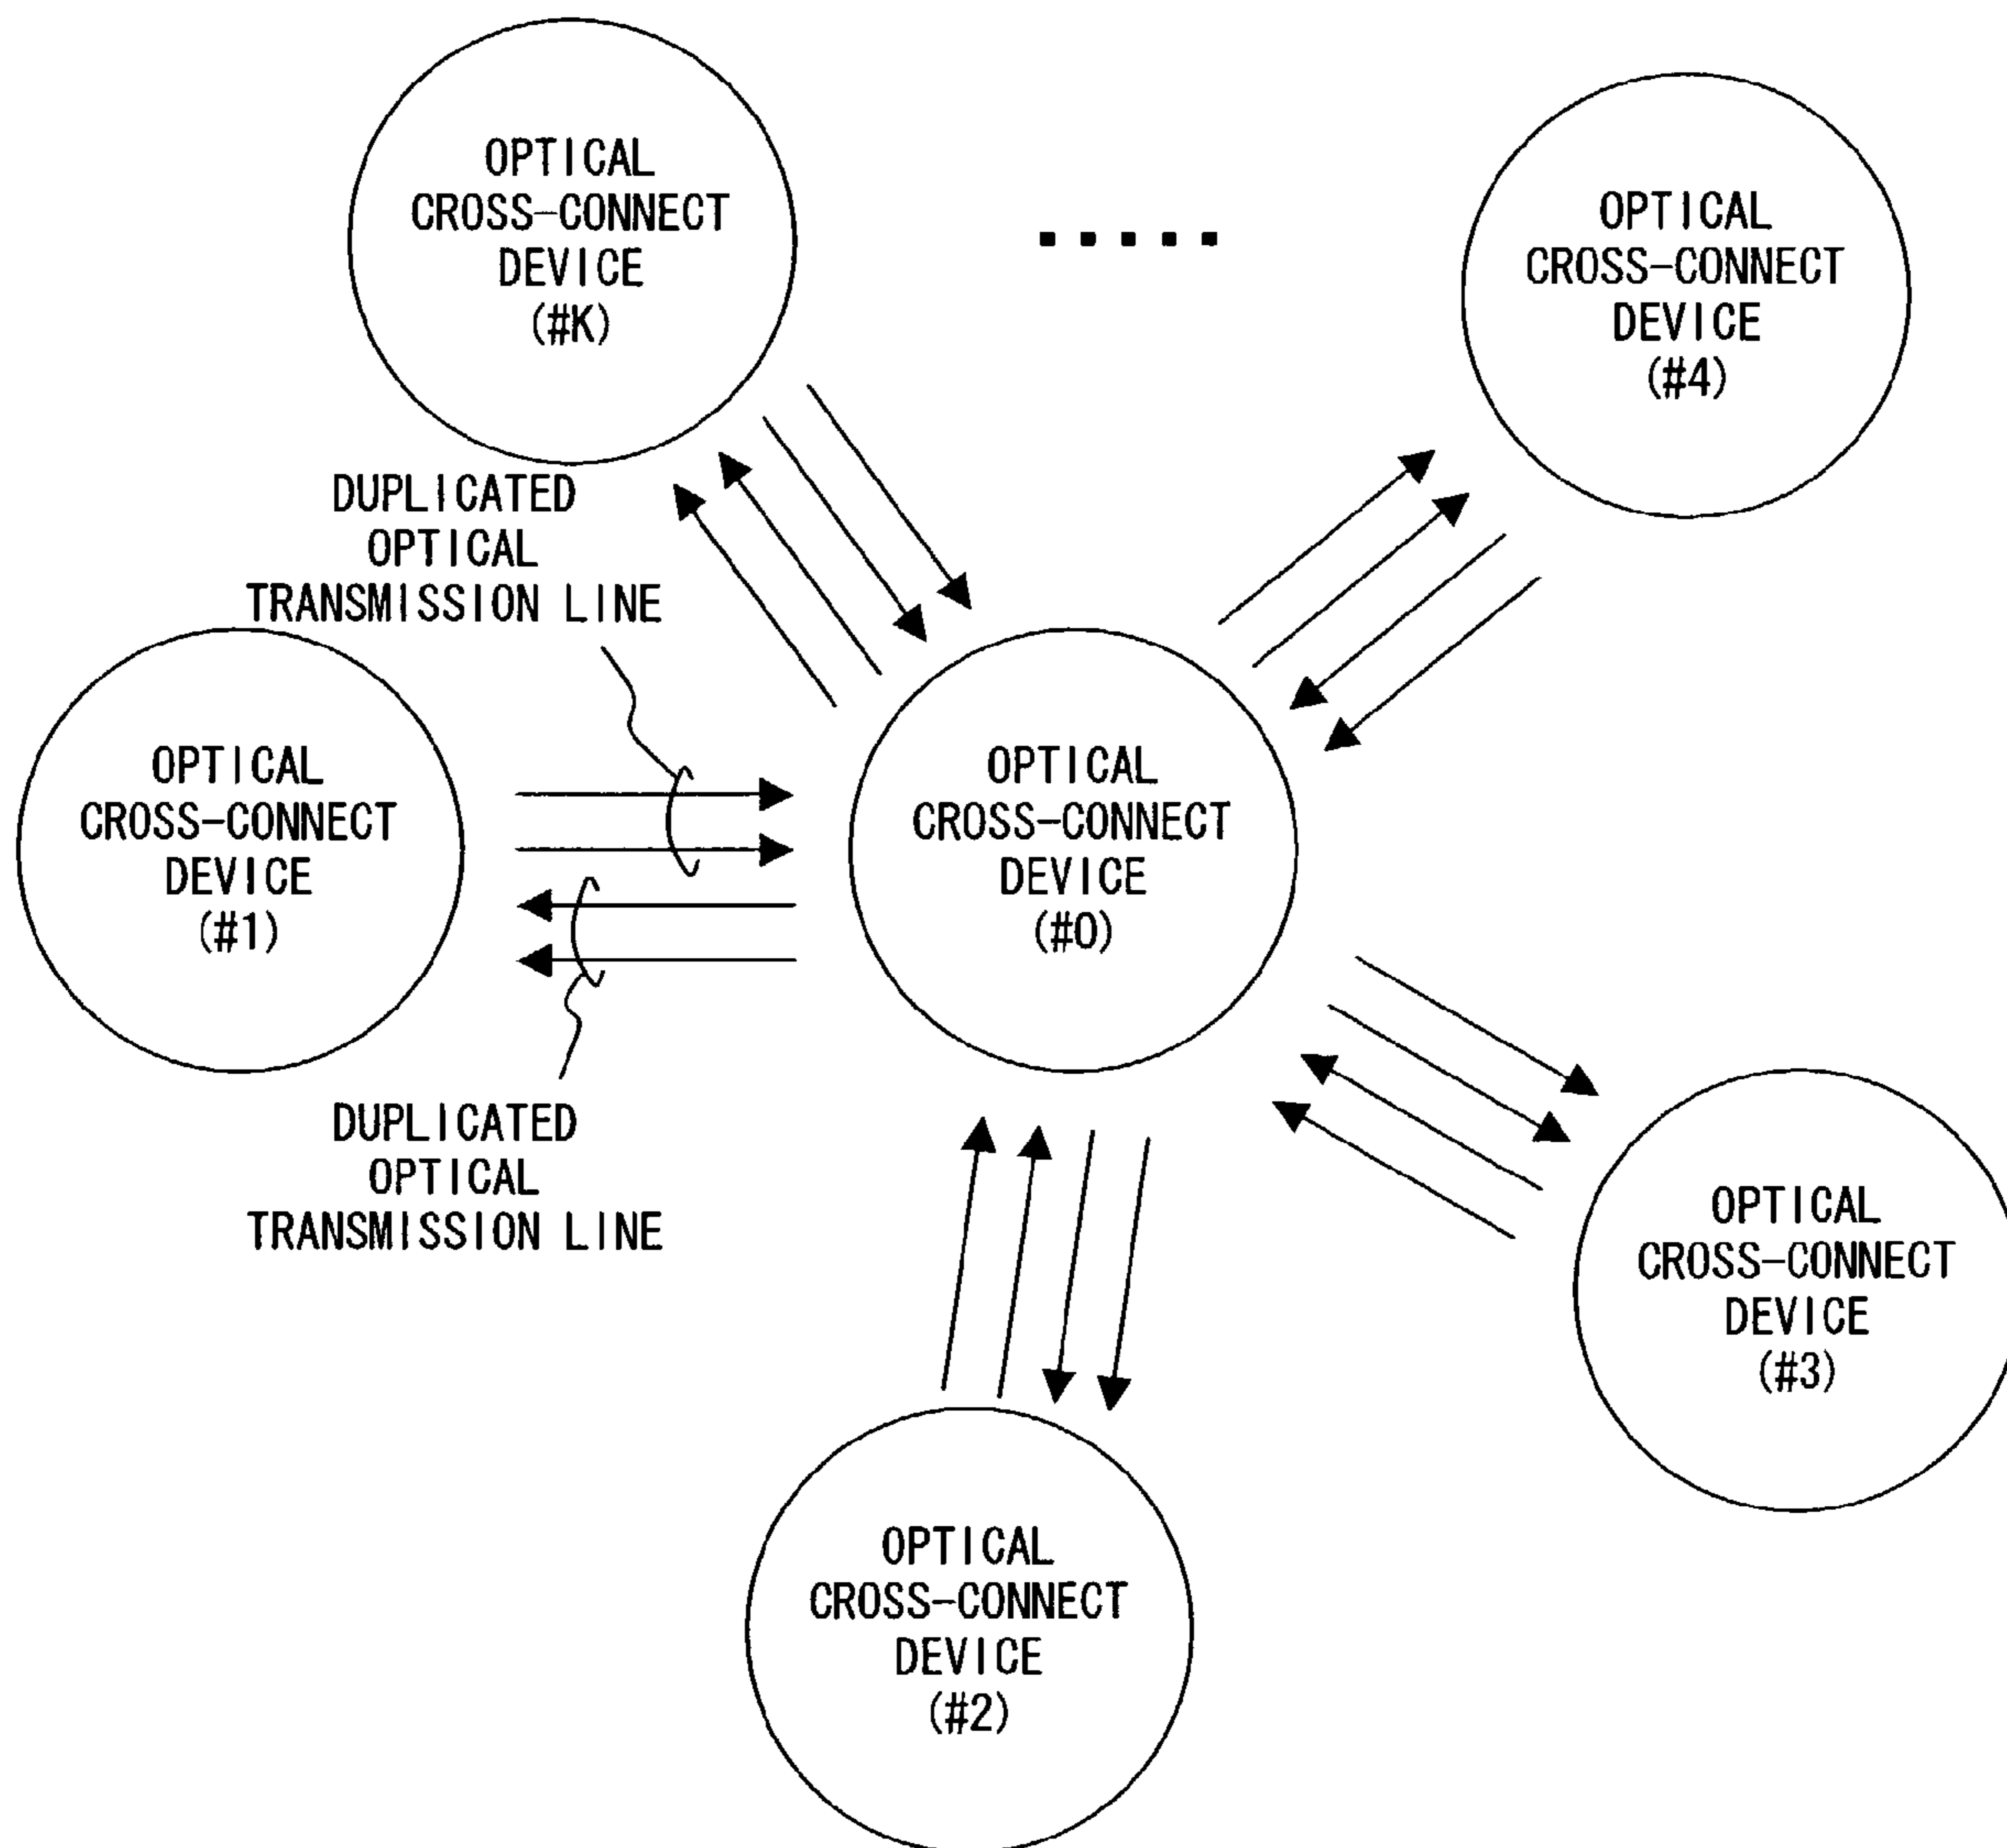 OPTICAL
CROSS-CONNECT
DEVICE
(#K)
OPTICAL
CROSS-CONNECT
DEVICE
(#4)
DUPLICATED
OPTICAL
TRANSMISSION LINE
OPTICAL
CROSS-CONNECT
DEVICE
(#1)
OPTICAL
CROSS-CONNECT
DEVICE
(#0)
DUPLICATED
OPTICAL
TRANSMISSION LINE
OPTICAL
CROSS-CONNECT
DEVICE
(#3)
OPTICAL
CROSS-CONNECT
DEVICE
(#2)